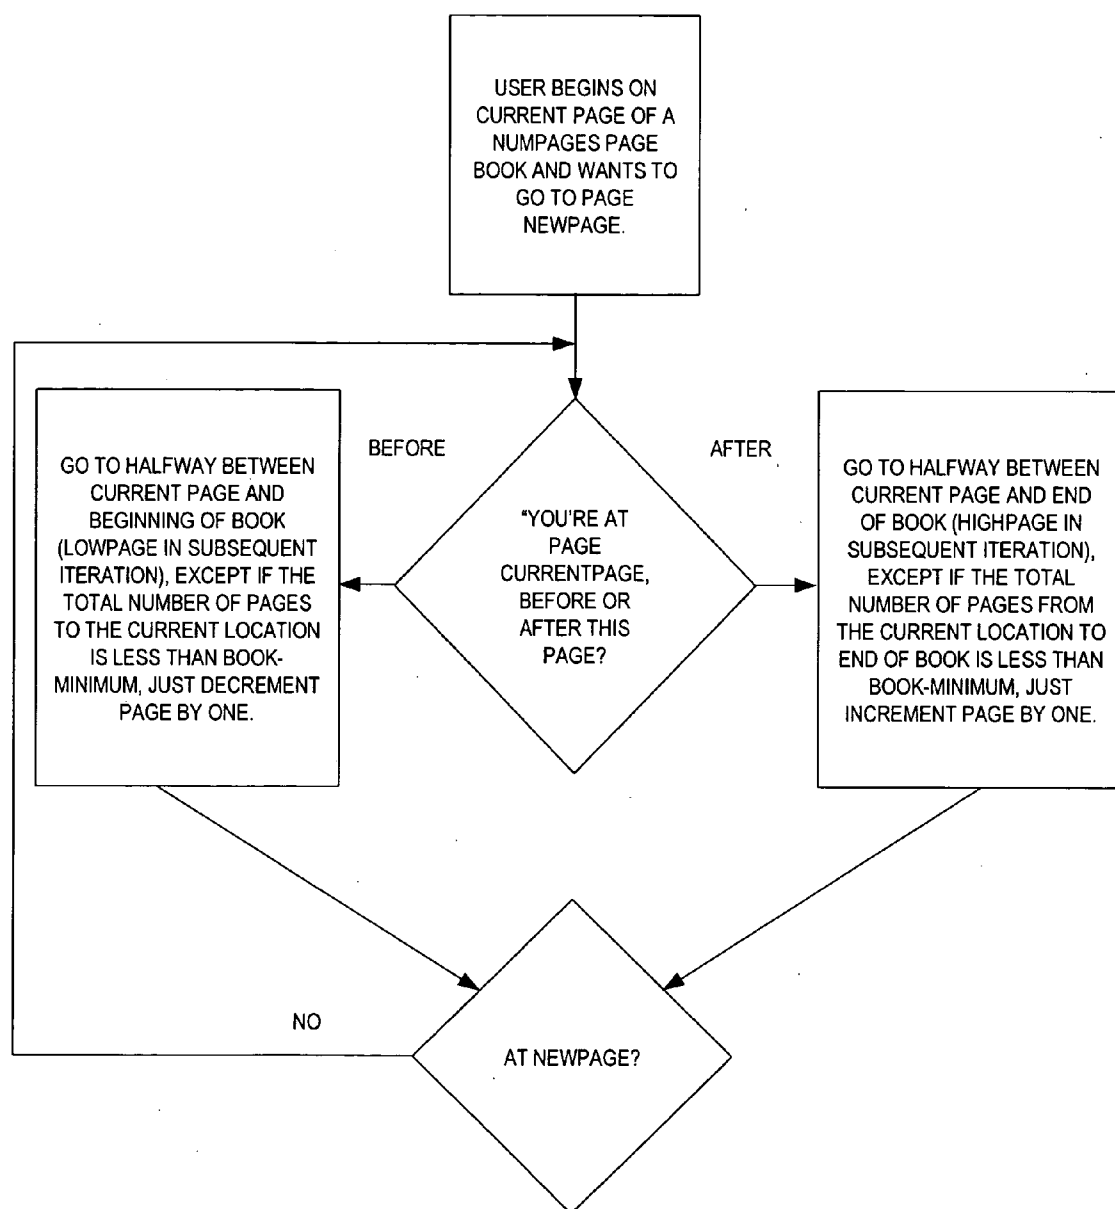 USER BEGINS ON
CURRENT PAGE OF A
NUMPAGES PAGE
BOOK AND WANTS TO
GO TO PAGE
NEWPAGE.
BEFORE
AFTER
GO TO HALFWAY BETWEEN
CURRENT PAGE AND
BEGINNING OF BOOK
(LOWPAGE IN SUBSEQUENT
ITERATION), EXCEPT IF THE
TOTAL NUMBER OF PAGES
TO THE CURRENT LOCATION
IS LESS THAN BOOK-
MINIMUM, JUST DECREMENT
PAGE BY ONE.
"YOU'RE AT
PAGE
CURRENTPAGE,
BEFORE OR
AFTER THIS
PAGE?
GO TO HALFWAY BETWEEN
CURRENT PAGE AND END
OF BOOK (HIGHPAGE IN
SUBSEQUENT ITERATION),
EXCEPT IF THE TOTAL
NUMBER OF PAGES FROM
THE CURRENT LOCATION TO
END OF BOOK IS LESS THAN
BOOK-MINIMUM, JUST
INCREMENT PAGE BY ONE.
NO
AT NEWPAGE?